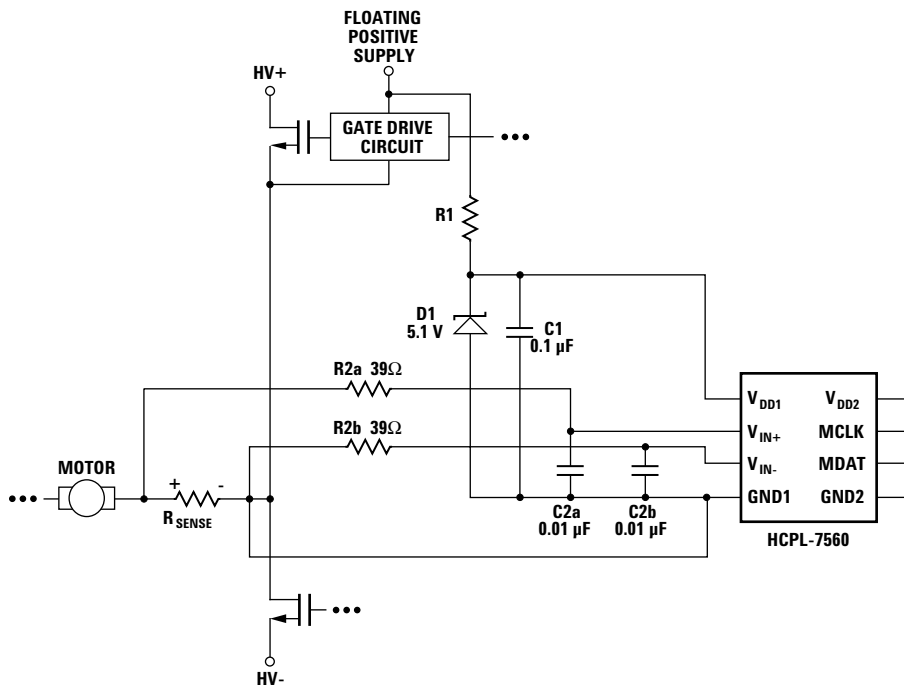 FLOATING
POSITIVE
SUPPLY
HV+
GATE DRIVE
CIRCUIT
•••
R1
D1
5.1 V
C1
0.1 µF
R2a 39Ω
R2b 39Ω
MOTOR
•••
+ -
R SENSE
C2a
0.01 µF
C2b
0.01 µF
V DD1
V DD2
V IN+
MCLK
V IN-
MDAT
GND1
GND2
HCPL-7560
•••
HV-